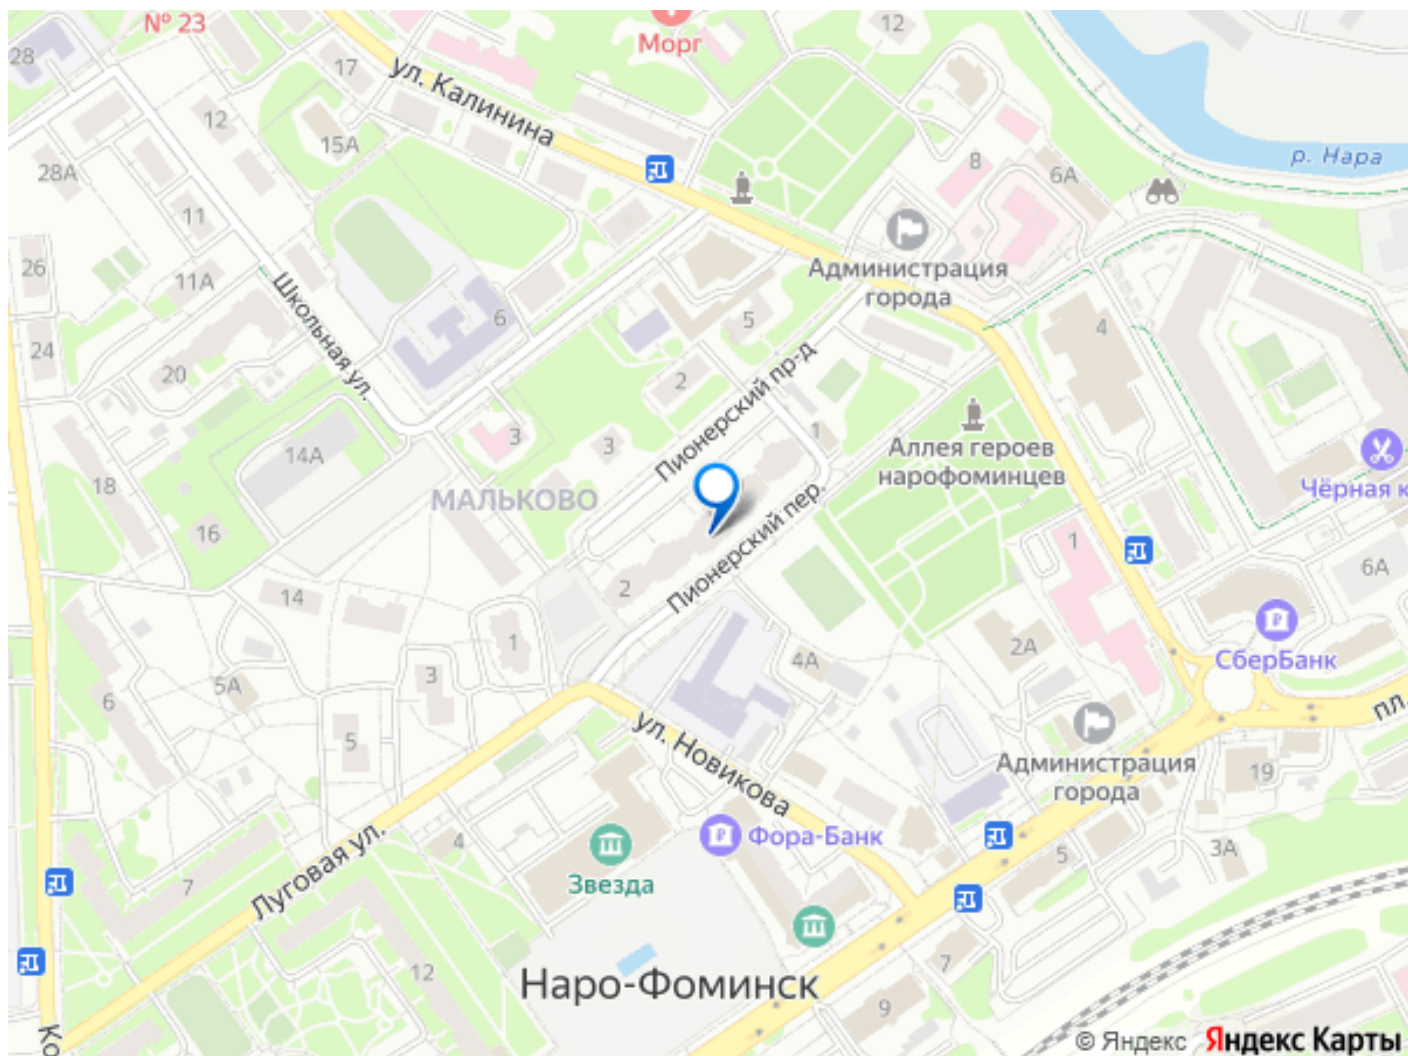 № 23
Морг
12
28
17
ул. Калинина
12
15А
28А
8
6А
р. Нара
11
Администрация
города
26
11А
Школьная ул.
6
5
4
24
20
2
Пионерский пр-д
3
3
1
Аллея героев
нарофоминцев
14А
18
МАЛЬКОВО
Чёрная к
16
Пионерский пер.
1
6А
14
2
1
2А
СберБанк
4А
3
5А
6
5
пл.
ул. Новикова
Администрация
города
19
Луговая ул.
4
Фора-Банк
5
3А
7
Звезда
12
7
Наро-Фоминск
9
Ко
© Яндекс Яндекс Карты